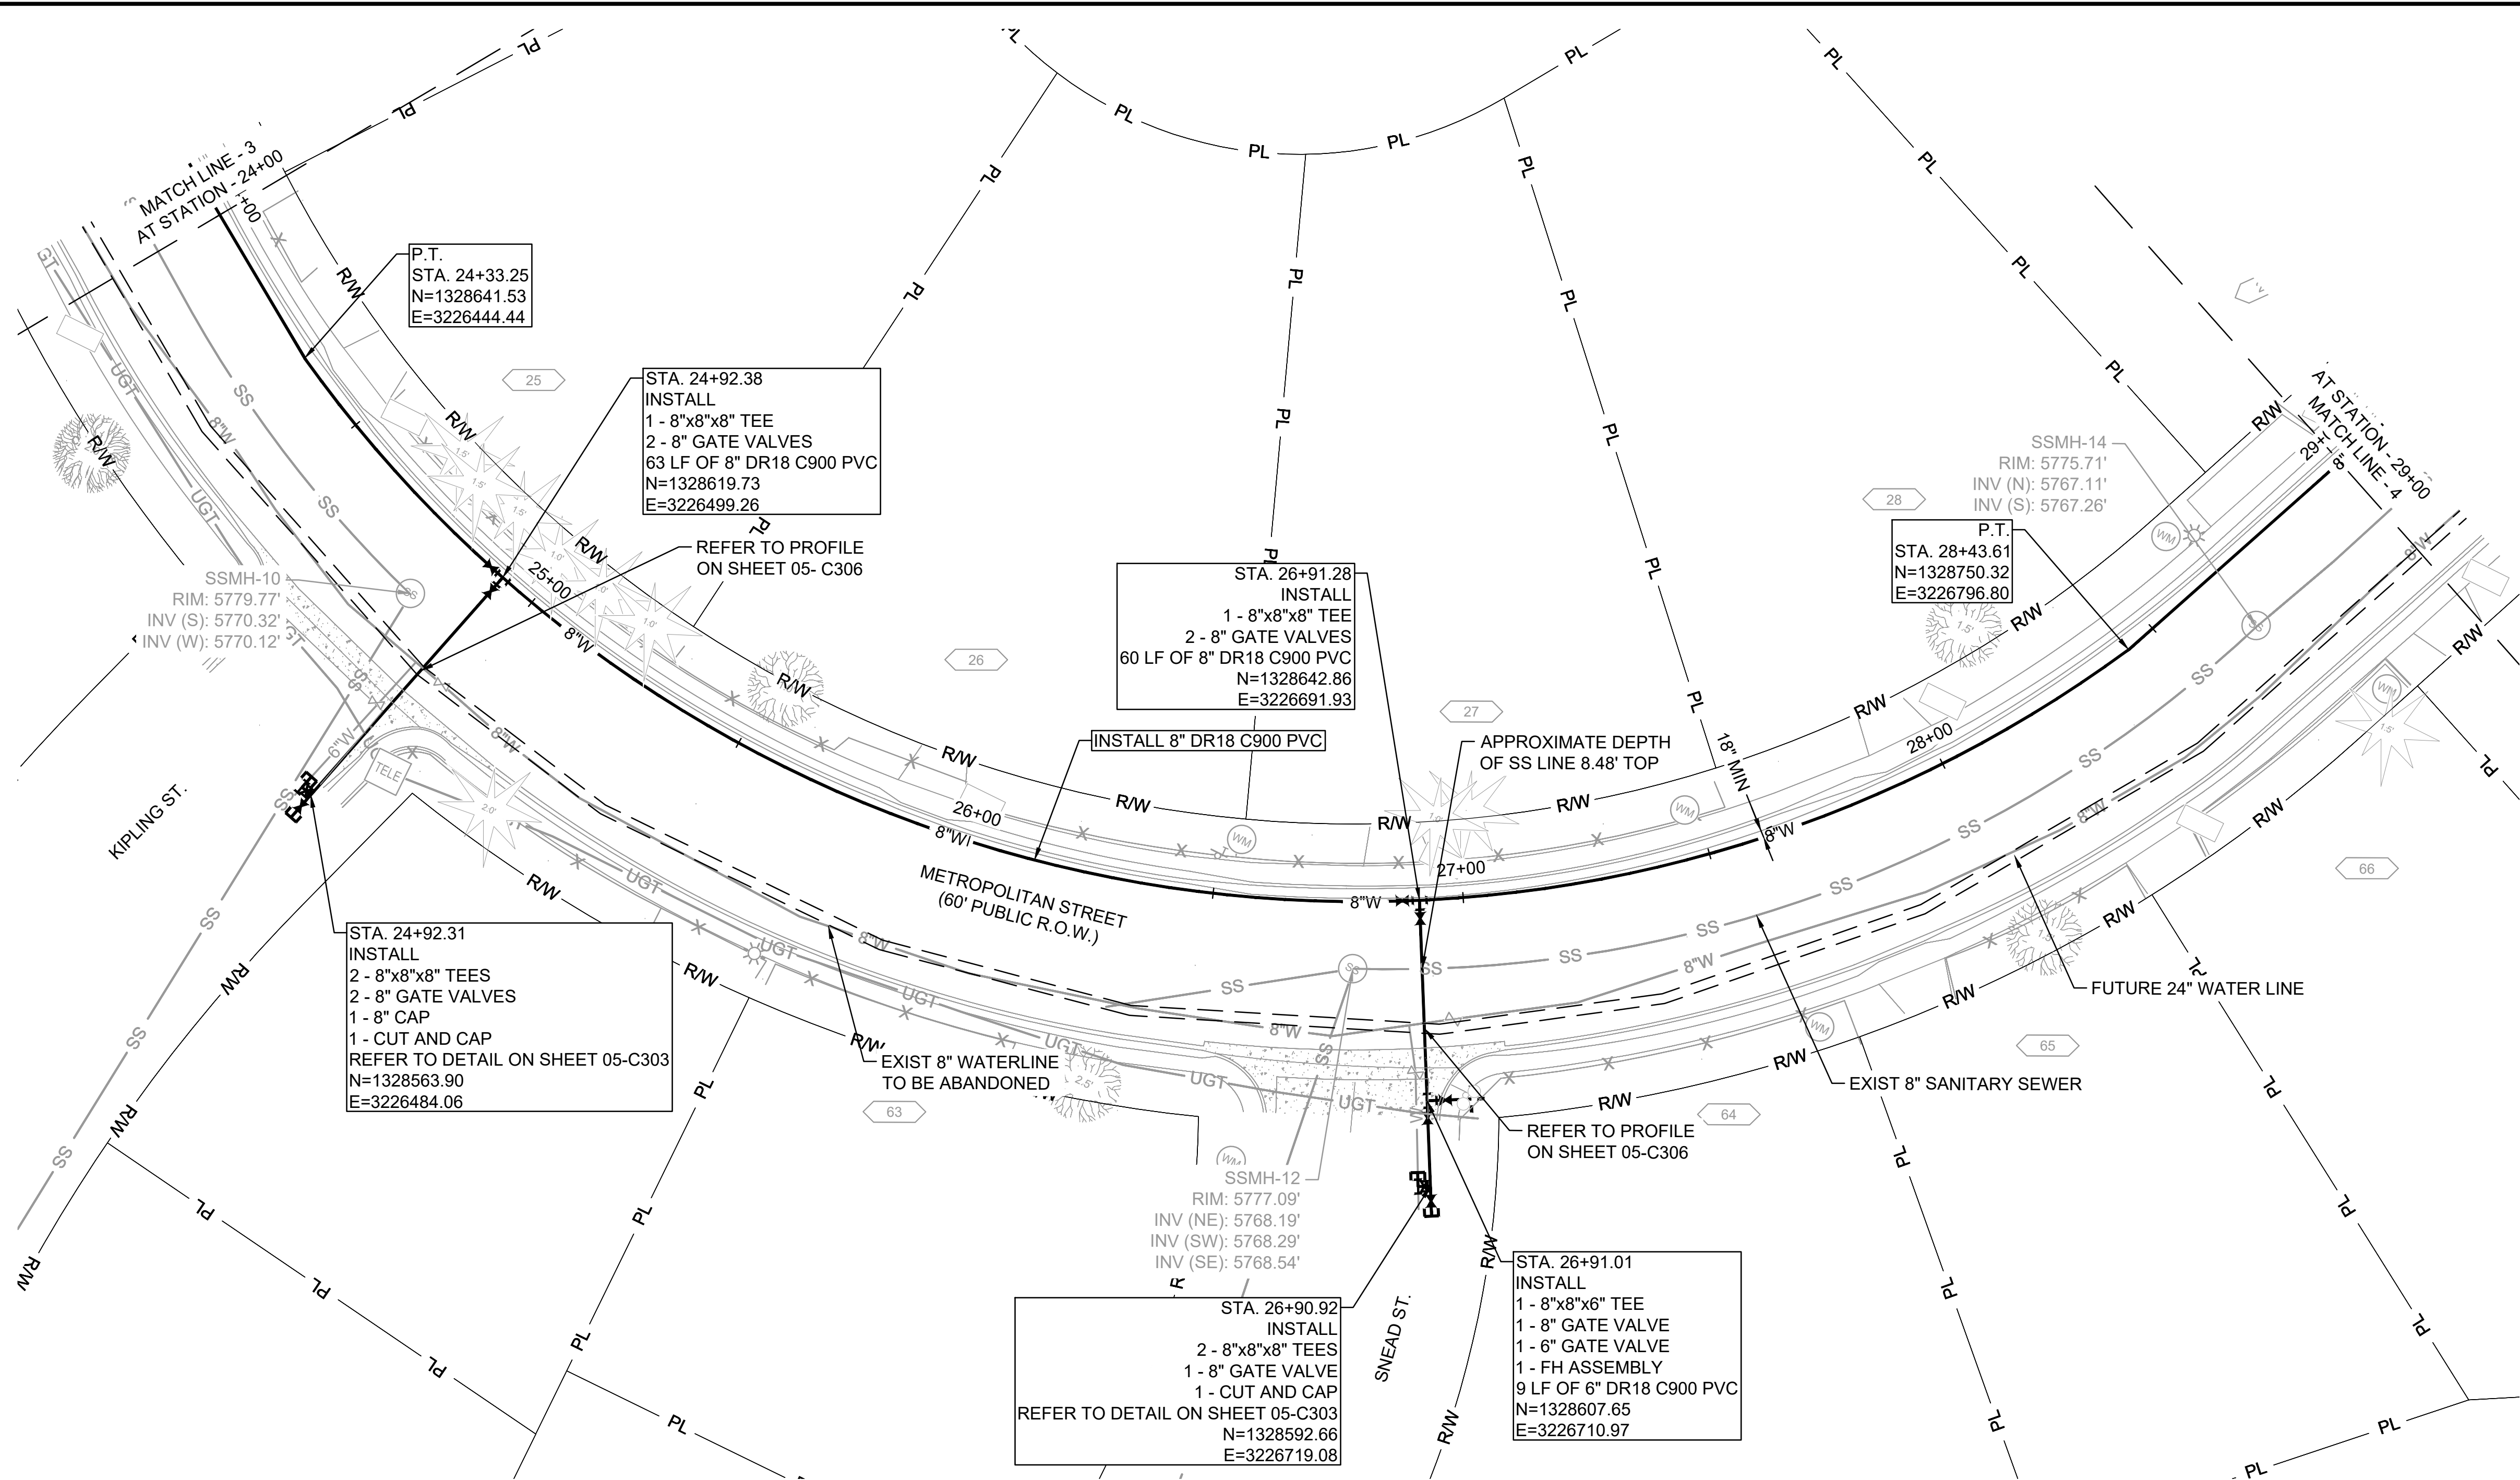 MATCH LINE - 3
AT STATION - 24+00
+00
P.T.
STA. 24+33.25
N=1328641.53
E=3226444.44
STA. 24+92.38
INSTALL
1 - 8"x8"x8" TEE
2 - 8" GATE VALVES
63 LF OF 8" DR18 C900 PVC
N=1328619.73
E=3226499.26
REFER TO PROFILE
ON SHEET 05- C306
SSMH-10
RIM: 5779.77'
INV (S): 5770.32'
INV (W): 5770.12'
25
25+00
8"W
26
STA. 26+91.28
INSTALL
1 - 8"x8"x8" TEE
2 - 8" GATE VALVES
60 LF OF 8" DR18 C900 PVC
N=1328642.86
E=3226691.93
INSTALL 8" DR18 C900 PVC
27
APPROXIMATE DEPTH
OF SS LINE 8.48' TOP
18" MIN
28
SSMH-14
RIM: 5775.71'
INV (N): 5767.11'
INV (S): 5767.26'
P.T.
STA. 28+43.61
N=1328750.32
E=3226796.80
AT STATION - 29+00
MATCH LINE - 4
29+
8"
28+00
8"W
27+00
8"W
26+00
8"W
METROPOLITAN STREET
(60' PUBLIC R.O.W.)
KIPLING ST.
TELE
6"W
STA. 24+92.31
INSTALL
2 - 8"x8"x8" TEES
2 - 8" GATE VALVES
1 - 8" CAP
1 - CUT AND CAP
REFER TO DETAIL ON SHEET 05-C303
N=1328563.90
E=3226484.06
EXIST 8" WATERLINE
TO BE ABANDONED
63
SSMH-12
RIM: 5777.09'
INV (NE): 5768.19'
INV (SW): 5768.29'
INV (SE): 5768.54'
STA. 26+90.92
INSTALL
2 - 8"x8"x8" TEES
1 - 8" GATE VALVE
1 - CUT AND CAP
REFER TO DETAIL ON SHEET 05-C303
N=1328592.66
E=3226719.08
SNEAD ST.
REFER TO PROFILE
ON SHEET 05-C306
64
STA. 26+91.01
INSTALL
1 - 8"x8"x6" TEE
1 - 8" GATE VALVE
1 - 6" GATE VALVE
1 - FH ASSEMBLY
9 LF OF 6" DR18 C900 PVC
N=1328607.65
E=3226710.97
EXIST 8" SANITARY SEWER
65
FUTURE 24" WATER LINE
66
PL
R/W
SS
UGT
WM